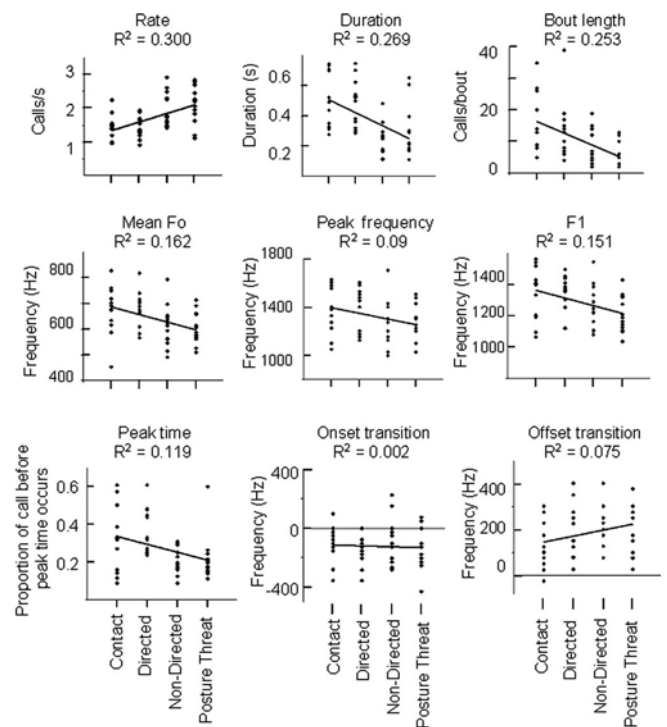 Rate
R² = 0.300
Calls/s
3
2
1
Duration
R² = 0.269
Duration (s)
0.6
0.4
0.2
Bout length
R² = 0.253
Calls/bout
40
20
0
Mean Fo
R² = 0.162
Frequency (Hz)
800
600
400
Peak frequency
R² = 0.09
Frequency (Hz)
1800
1400
1000
F1
R² = 0.151
Frequency (Hz)
1400
1200
1000
Peak time
R² = 0.119
Proportion of call before
peak time occurs
0.6
0.4
0.2
Contact
Directed
Non-Directed
Posture Threat
Onset transition
R² = 0.002
Frequency (Hz)
400
0
-400
Contact
Directed
Non-Directed
Posture Threat
Offset transition
R² = 0.075
Frequency (Hz)
400
200
0
Contact
Directed
Non-Directed
Posture Threat